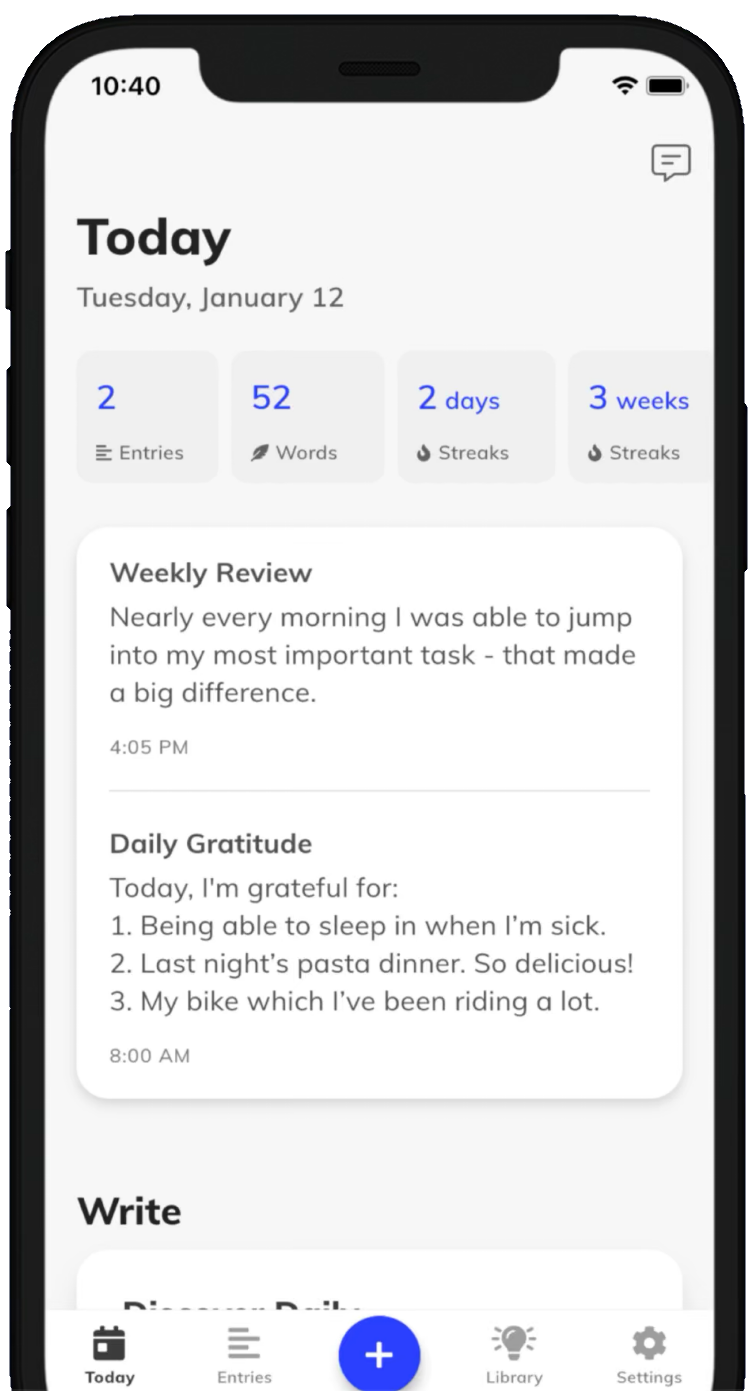 10:40
Today
Tuesday, January 12
2
Entries
52
Words
2 days
Streaks
3 weeks
Streaks
Weekly Review
Nearly every morning I was able to jump
into my most important task - that made
a big difference.
4:05 PM
Daily Gratitude
Today, I'm grateful for:
1. Being able to sleep in when I’m sick.
2. Last night’s pasta dinner. So delicious!
3. My bike which I’ve been riding a lot.
8:00 AM
Write
Discover Daily
Today
Entries
+
Library
Settings